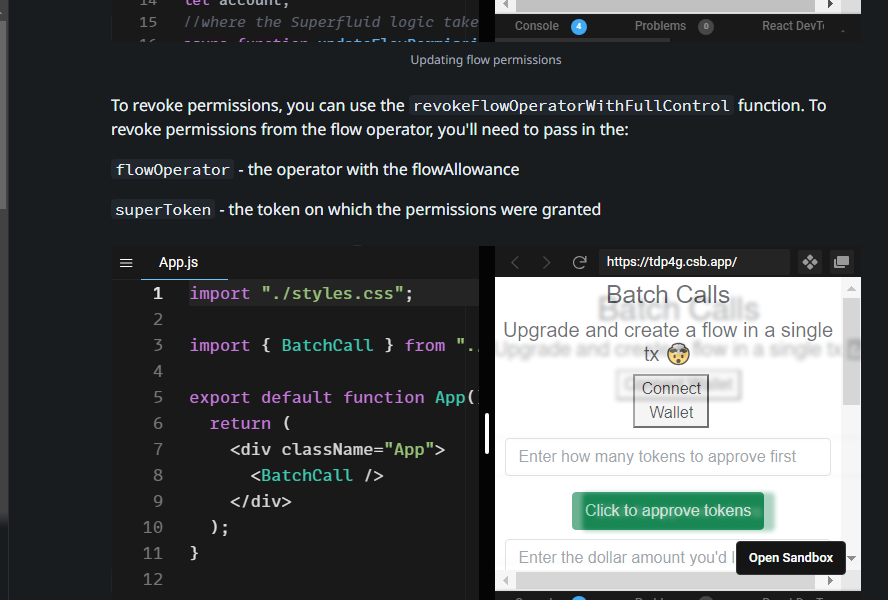 14 let account;
15 //where the Superfluid logic take
Console 4 Problems 0 React DevTo
Updating flow permissions
To revoke permissions, you can use the revokeFlowOperatorWithFullControl function. To
revoke permissions from the flow operator, you'll need to pass in the:
flowOperator - the operator with the flowAllowance
superToken - the token on which the permissions were granted
App.js
1 import "./styles.css";
2
3 import { BatchCall } from ".
4
5 export default function App()
6 return (
7 <div className="App">
8 <BatchCall />
9 </div>
10 );
11 }
12
https://tdp4g.csb.app/
Batch Calls
Upgrade and create a flow in a single
tx 🤯
Connect
Wallet
Enter how many tokens to approve first
Click to approve tokens
Enter the dollar amount you'd l
Open Sandbox